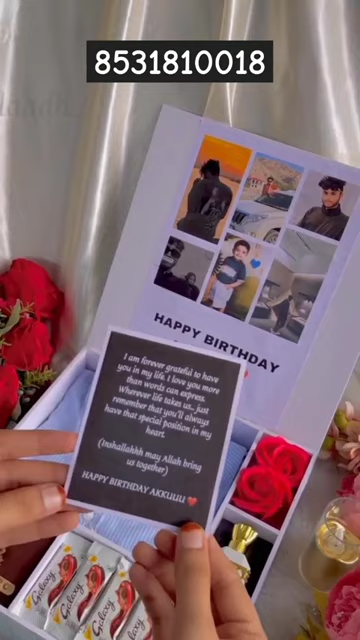 8531810018
HAPPY BIRTHDAY
I am forever grateful to have
you in my life. I love you more
than words can express.
Wherever life takes us, just
remember that you'll always
have that special position in my
heart.
(Inshallahhh may Allah bring
us together)
HAPPY BIRTHDAY AKKUUU ❤️
Galaxy
Galaxy
Galaxy
Galaxy